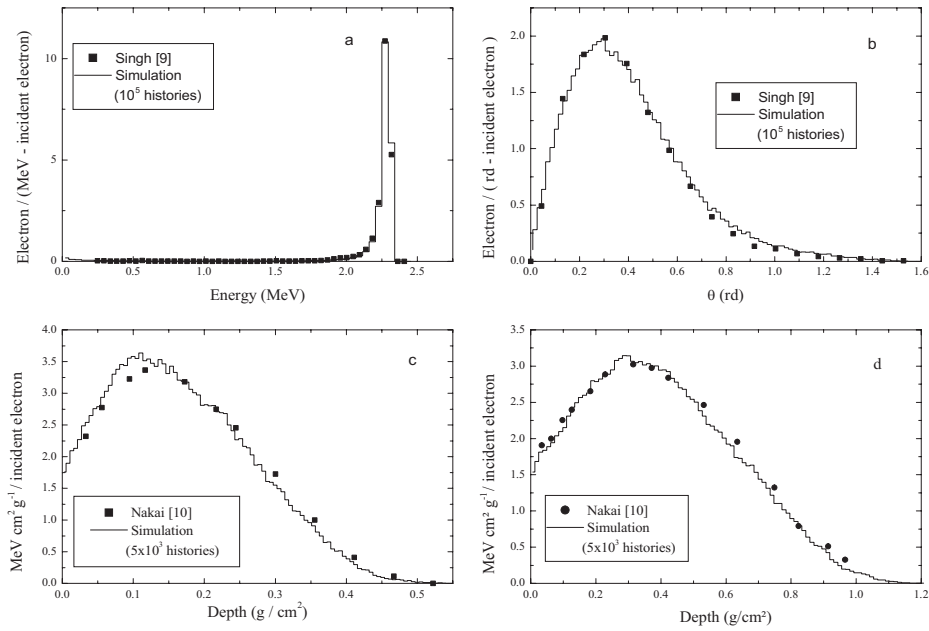 a
Singh [9]
Simulation
(10⁵ histories)
Electron / (MeV - incident electron)
10
5
0
0.0 0.5 1.0 1.5 2.0 2.5
Energy (MeV)
b
Singh [9]
Simulation
(10⁵ histories)
Electron / ( rd - incident electron )
2.0
1.5
1.0
0.5
0.0
0.0 0.2 0.4 0.6 0.8 1.0 1.2 1.4 1.6
θ (rd)
c
Nakai [10]
Simulation
(5x10³ histories)
MeV cm² g⁻¹ / incident electron
4.0
3.5
3.0
2.5
2.0
1.5
1.0
0.5
0.0
0.0 0.1 0.2 0.3 0.4 0.5
Depth (g / cm²)
d
Nakai [10]
Simulation
(5x10³ histories)
MeV cm² g⁻¹ / incident electron
3.5
3.0
2.5
2.0
1.5
1.0
0.5
0.0
0.0 0.2 0.4 0.6 0.8 1.0 1.2
Depth (g/cm²)